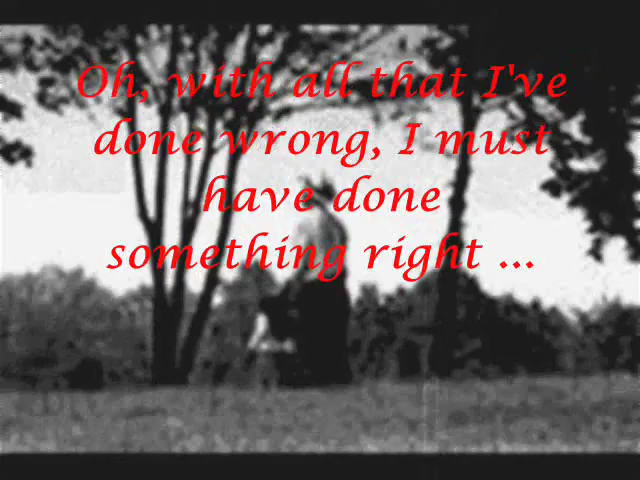 Oh, with all that I've
done wrong, I must
have done
something right ...